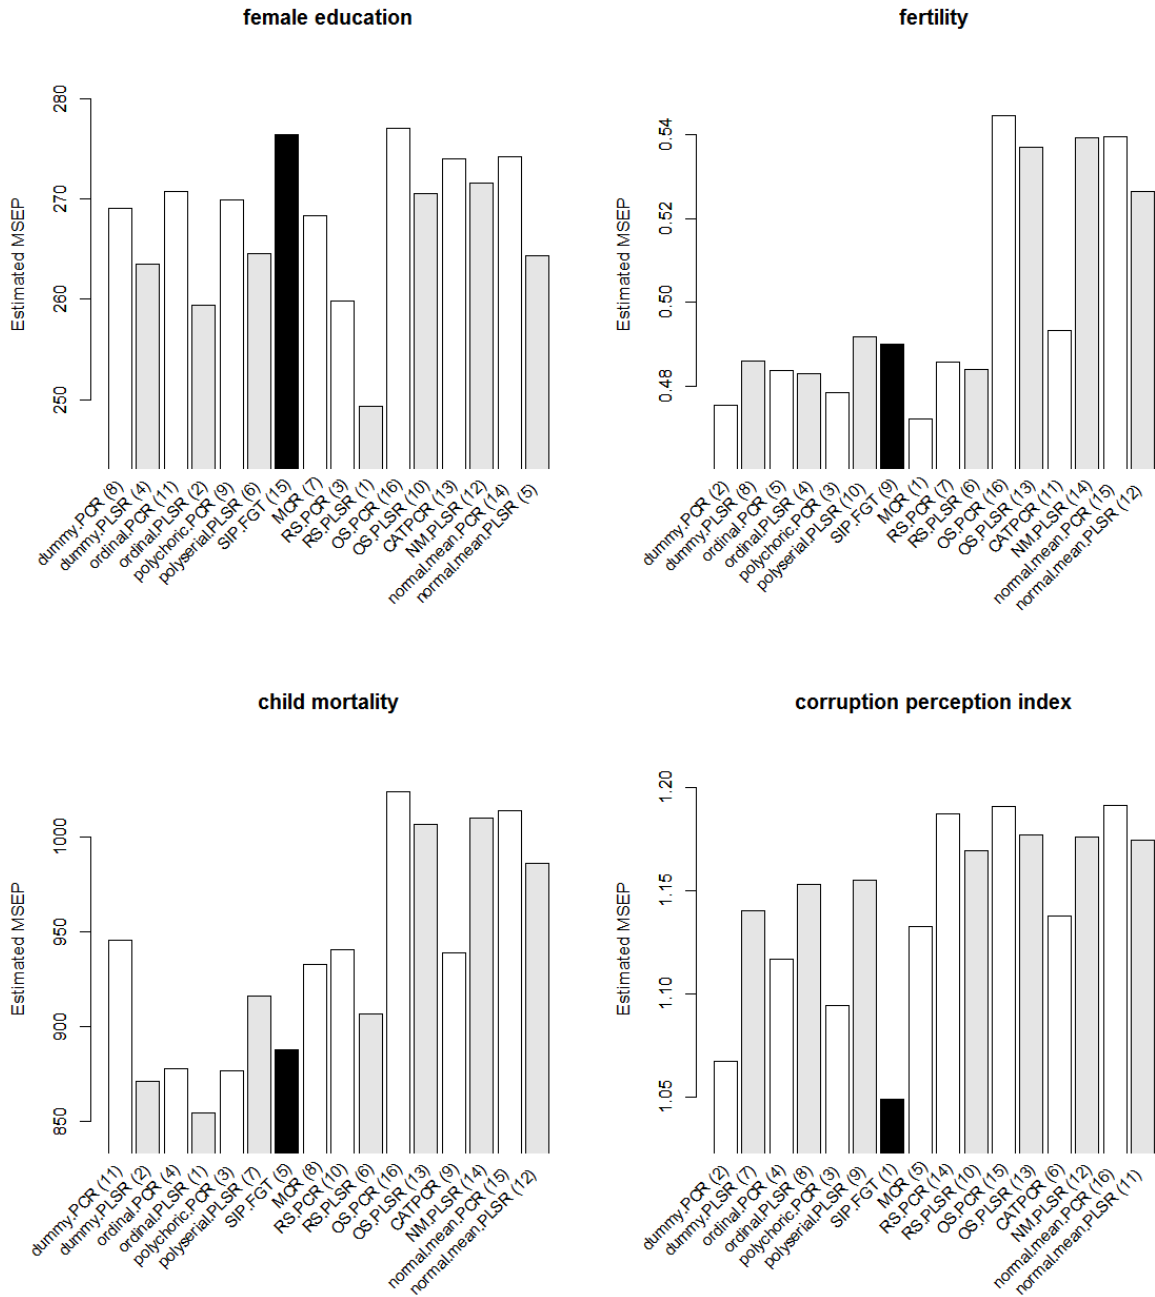 female education
Estimated MSEP
280
270
260
250
dummy.PCR (8)
dummy.PLSR (4)
ordinal.PCR (11)
ordinal.PLSR (2)
polychoric.PCR (9)
polyserial.PLSR (6)
SIP.FGT (15)
MCR (7)
RS.PCR (3)
RS.PLSR (1)
OS.PCR (16)
OS.PLSR (10)
CATPCR (13)
NM.PLSR (12)
normal.mean.PCR (14)
normal.mean.PLSR (5)
fertility
Estimated MSEP
0.54
0.52
0.50
0.48
dummy.PCR (2)
dummy.PLSR (8)
ordinal.PCR (5)
ordinal.PLSR (4)
polychoric.PCR (3)
polyserial.PLSR (10)
SIP.FGT (9)
MCR (1)
RS.PCR (7)
RS.PLSR (6)
OS.PCR (16)
OS.PLSR (13)
CATPCR (11)
NM.PLSR (14)
normal.mean.PCR (15)
normal.mean.PLSR (12)
child mortality
Estimated MSEP
1000
950
900
850
dummy.PCR (11)
dummy.PLSR (2)
ordinal.PCR (4)
ordinal.PLSR (1)
polychoric.PCR (3)
polyserial.PLSR (7)
SIP.FGT (5)
MCR (8)
RS.PCR (10)
RS.PLSR (6)
OS.PCR (16)
OS.PLSR (13)
CATPCR (9)
NM.PLSR (14)
normal.mean.PCR (15)
normal.mean.PLSR (12)
corruption perception index
Estimated MSEP
1.20
1.15
1.10
1.05
dummy.PCR (2)
dummy.PLSR (7)
ordinal.PCR (4)
ordinal.PLSR (8)
polychoric.PCR (3)
polyserial.PLSR (9)
SIP.FGT (1)
MCR (5)
RS.PCR (14)
RS.PLSR (10)
OS.PCR (15)
OS.PLSR (13)
CATPCR (6)
NM.PLSR (12)
normal.mean.PCR (16)
normal.mean.PLSR (11)